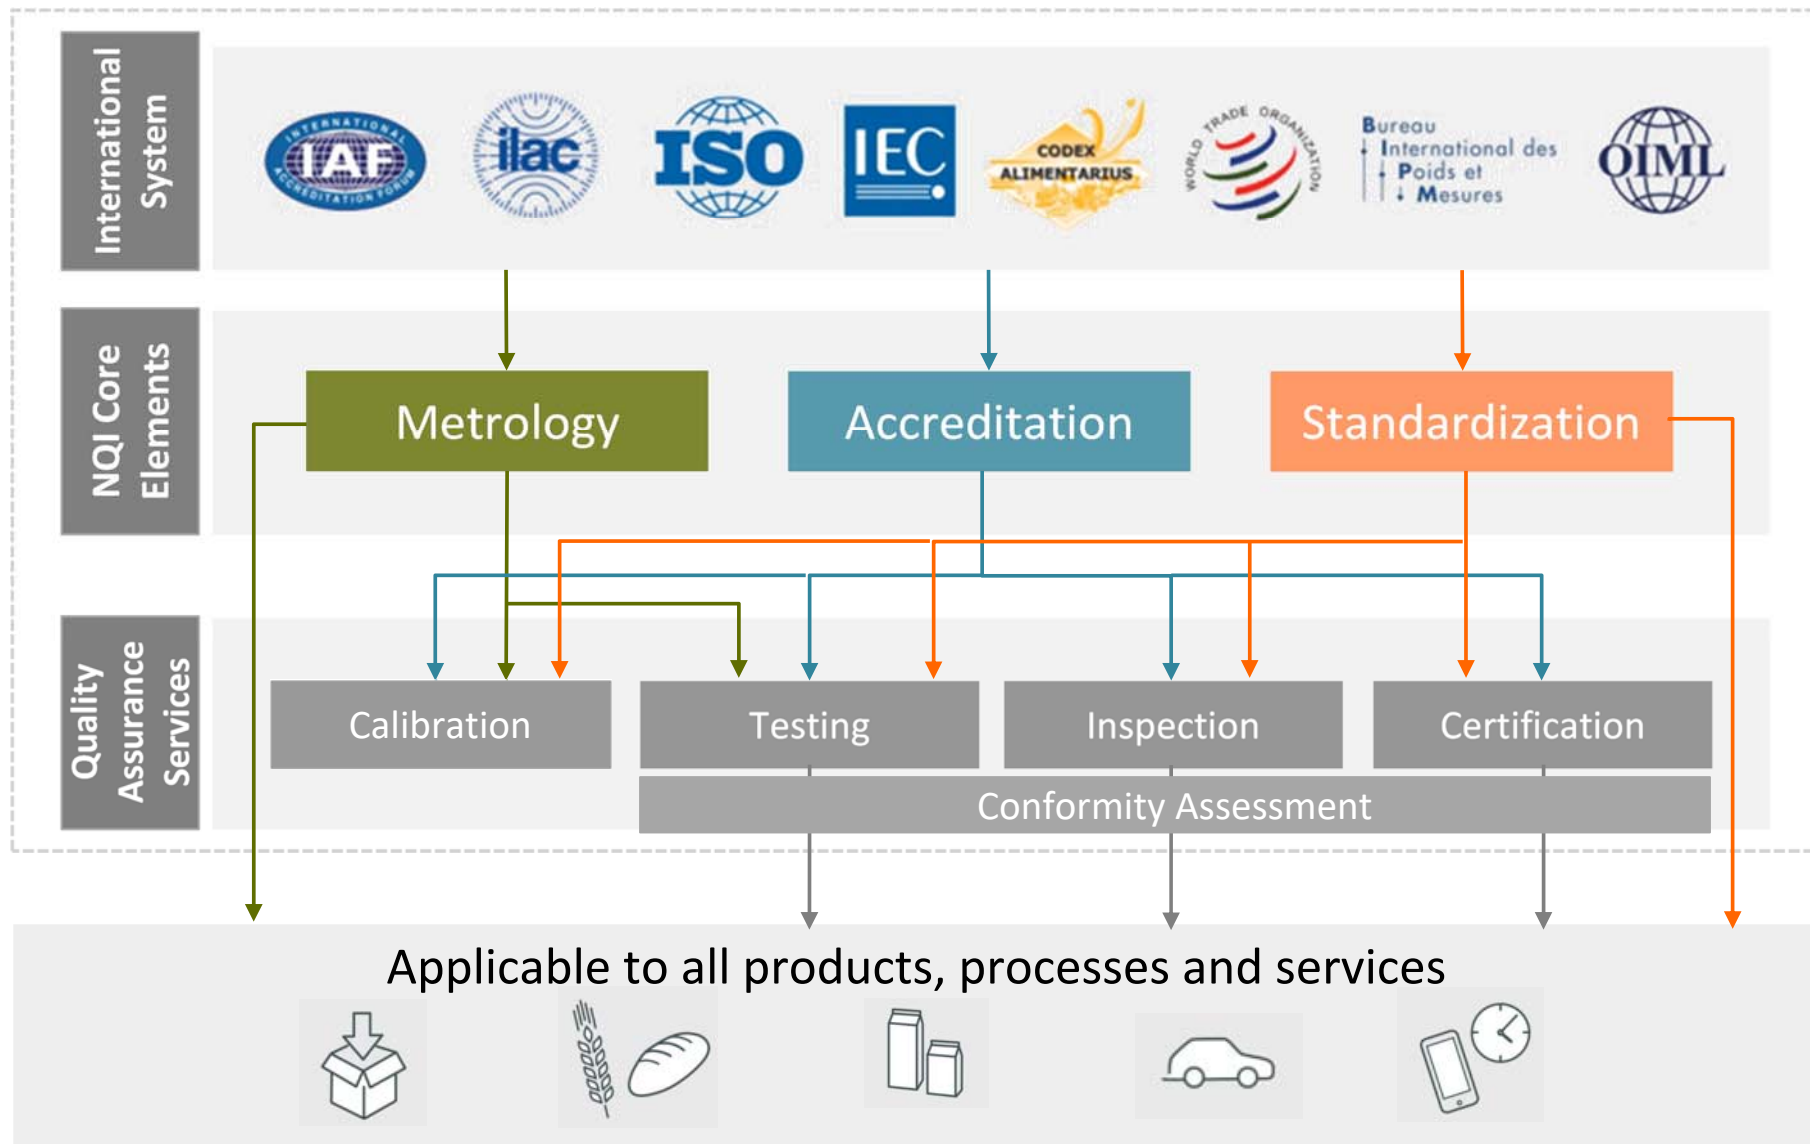 International
System
INTERNATIONAL
IAF
ACCREDITATION FORUM
ilac
ISO
IEC
CODEX
ALIMENTARIUS
WORLD TRADE ORGANIZATION
Bureau
International des
Poids et
Mesures
OIML
NQI Core
Elements
Metrology
Accreditation
Standardization
Quality
Assurance
Services
Calibration
Testing
Inspection
Certification
Conformity Assessment
Applicable to all products, processes and services